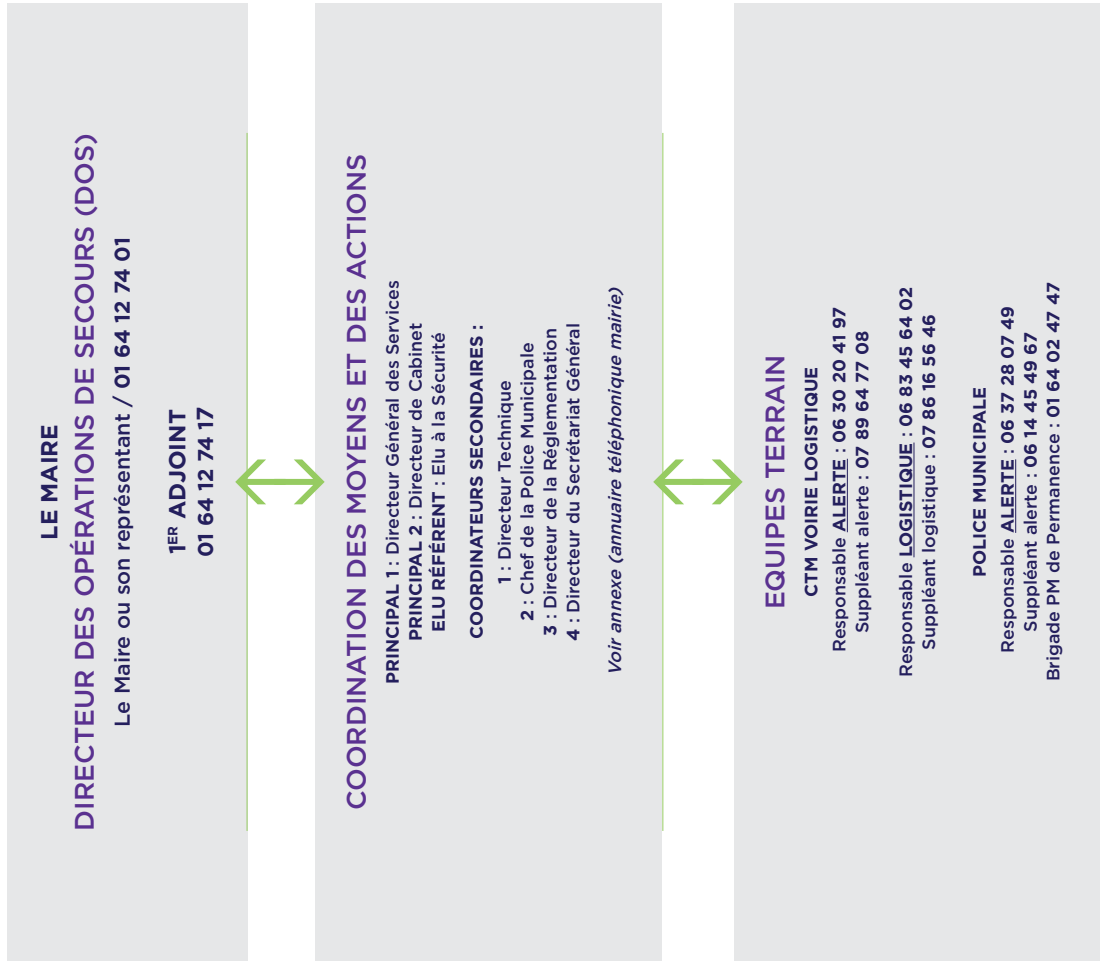 LE MAIRE
DIRECTEUR DES OPÉRATIONS DE SECOURS (DOS)
Le Maire ou son représentant / 01 64 12 74 01
1ER ADJOINT
01 64 12 74 17
COORDINATION DES MOYENS ET DES ACTIONS
PRINCIPAL 1 : Directeur Général des Services
PRINCIPAL 2 : Directeur de Cabinet
ELU RÉFÉRENT : Elu à la Sécurité
COORDINATEURS SECONDAIRES :
1 : Directeur Technique
2 : Chef de la Police Municipale
3 : Directeur de la Réglementation
4 : Directeur du Secrétariat Général
Voir annexe (annuaire téléphonique mairie)
EQUIPES TERRAIN
CTM VOIRIE LOGISTIQUE
Responsable ALERTE : 06 30 20 41 97
Suppléant alerte : 07 89 64 77 08
Responsable LOGISTIQUE : 06 83 45 64 02
Suppléant logistique : 07 86 16 56 46
POLICE MUNICIPALE
Responsable ALERTE : 06 37 28 07 49
Suppléant alerte : 06 14 45 49 67
Brigade PM de Permanence : 01 64 02 47 47